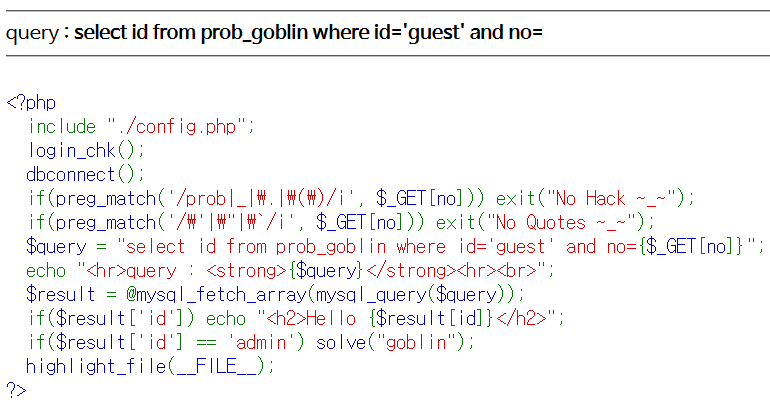 query : select id from prob_goblin where id='guest' and no=
<?php
include "./config.php";
login_chk();
dbconnect();
if(preg_match('/prob|_|₩.|₩(₩)/i', $_GET[no])) exit("No Hack ~_~");
if(preg_match('/₩'|₩"|₩`/i', $_GET[no])) exit("No Quotes ~_~");
$query = "select id from prob_goblin where id='guest' and no={$_GET[no]}";
echo "<hr>query : <strong>{$query}</strong><hr><br>";
$result = @mysql_fetch_array(mysql_query($query));
if($result['id']) echo "<h2>Hello {$result[id]}</h2>";
if($result['id'] == 'admin') solve("goblin");
highlight_file(__FILE__);
?>